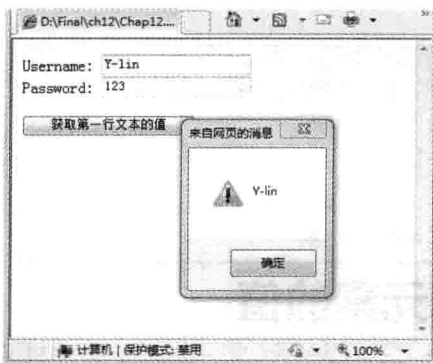 D:\Final\ch12\Chap12....
Username: Y-lin
Password: 123
获取第一行文本的值
来自网页的消息
Y-lin
确定
计算机 | 保护模式: 禁用
100%